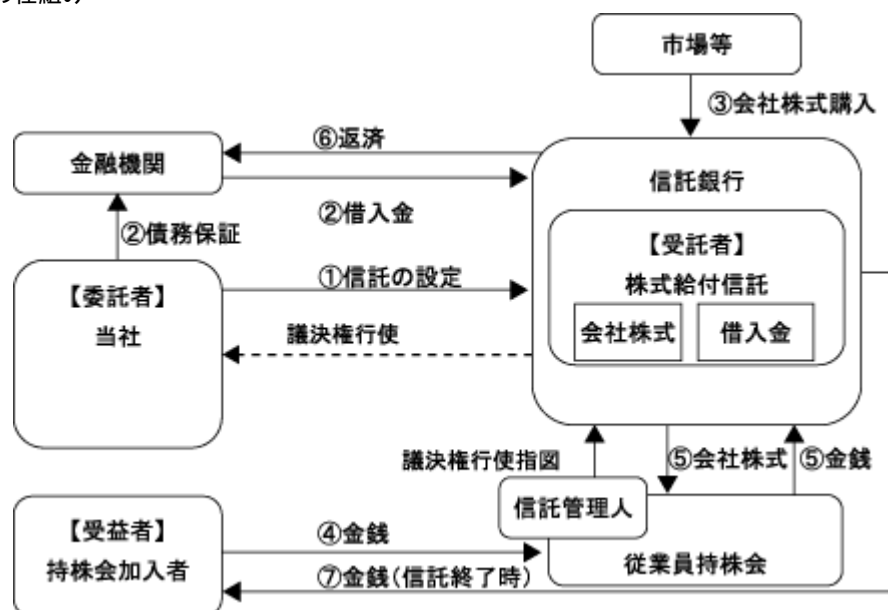 の仕組み
市場等
③会社株式購入
⑥返済
金融機関
信託銀行
②借入金
②債務保証
【受託者】
株式給付信託
①信託の設定
【委託者】
当社
会社株式
借入金
議決権行使
議決権行使指図
⑤会社株式
⑤金銭
信託管理人
【受益者】
持株会加入者
④金銭
従業員持株会
⑦金銭(信託終了時)